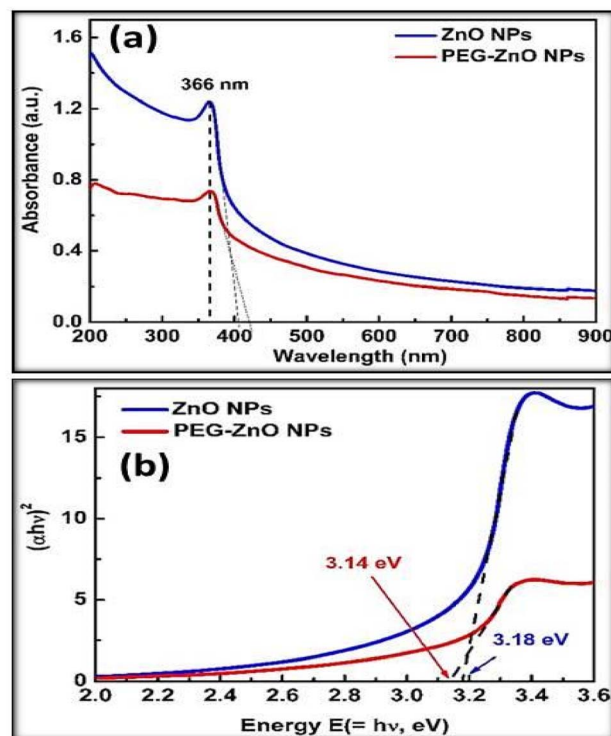 (a)
ZnO NPs
PEG-ZnO NPs
366 nm
Absorbance (a.u.)
1.6
1.2
0.8
0.4
0.0
200 300 400 500 600 700 800 900
Wavelength (nm)
ZnO NPs
PEG-ZnO NPs
(b)
(αhν)²
15
10
5
0
3.14 eV
3.18 eV
2.0 2.2 2.4 2.6 2.8 3.0 3.2 3.4 3.6
Energy E(= hν, eV)